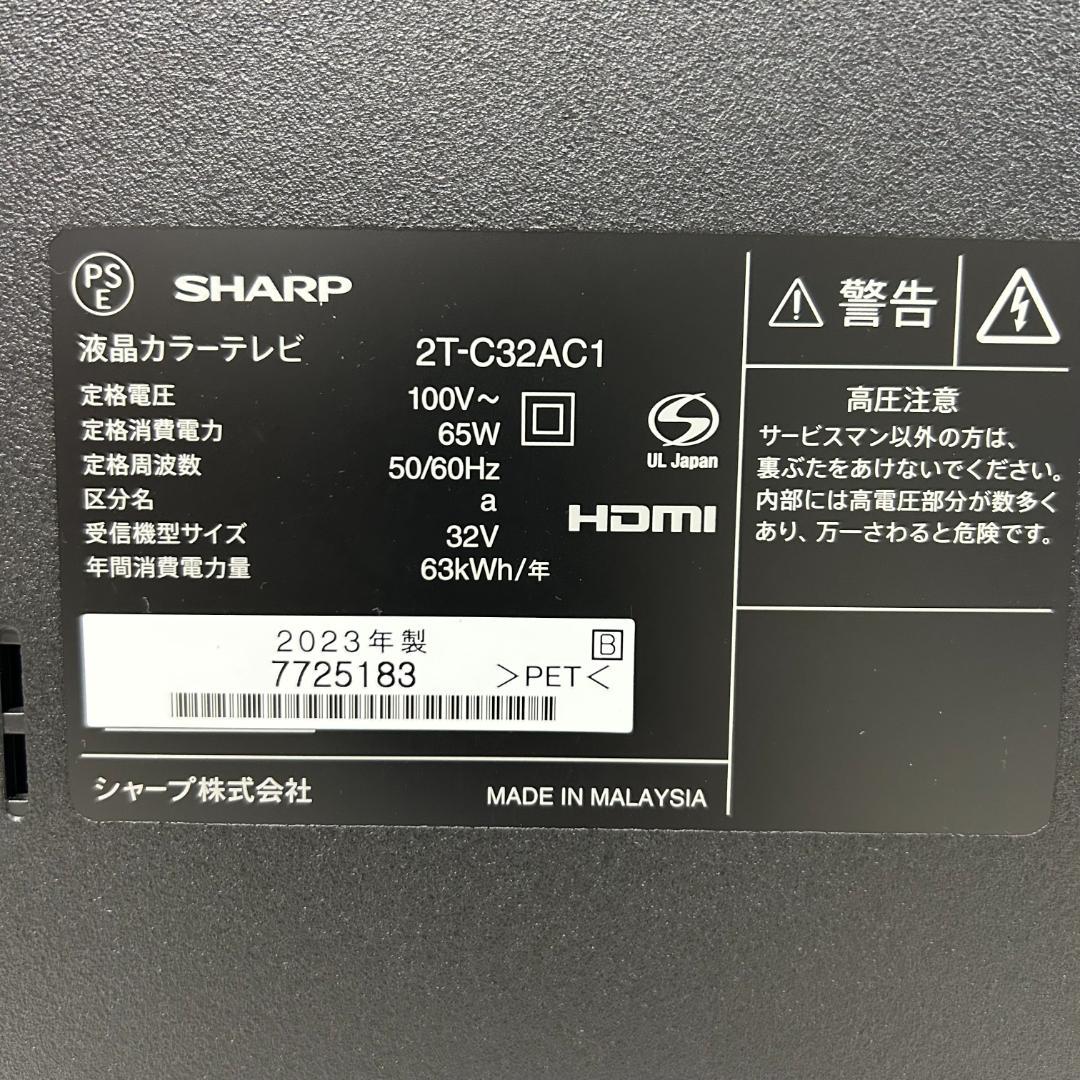 PS
E
SHARP
液晶カラーテレビ 2T-C32AC1
定格電圧 100V～
定格消費電力 65W
定格周波数 50/60Hz
区分名 a
受信機型サイズ 32V
年間消費電力量 63kWh/年
S
UL Japan
HDMI
2023年製 B
7725183 >PET<
シャープ株式会社 MADE IN MALAYSIA
警告
高圧注意
サービスマン以外の方は、
裏ぶたをあけないでください。
内部には高電圧部分が数多く
あり、万一さわると危険です。